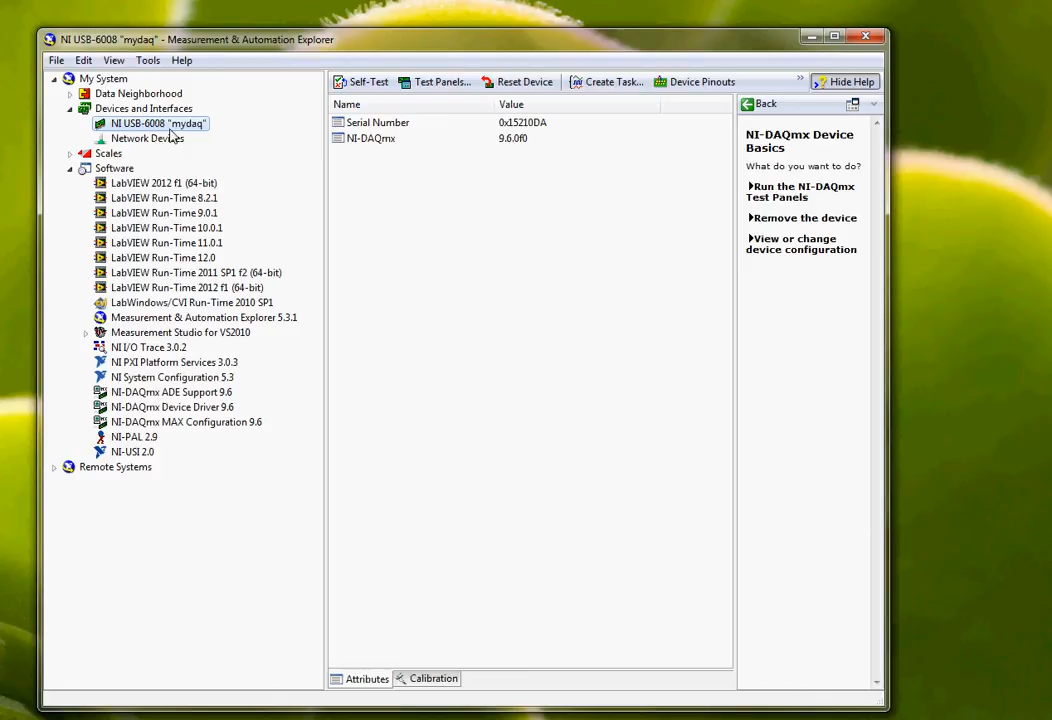 NI USB-6008 "mydaq" - Measurement & Automation Explorer
File Edit View Tools Help
My System
Data Neighborhood
Devices and Interfaces
NI USB-6008 "mydaq"
Network Devices
Scales
Software
LabVIEW 2012 f1 (64-bit)
LabVIEW Run-Time 8.2.1
LabVIEW Run-Time 9.0.1
LabVIEW Run-Time 10.0.1
LabVIEW Run-Time 11.0.1
LabVIEW Run-Time 12.0
LabVIEW Run-Time 2011 SP1 f2 (64-bit)
LabVIEW Run-Time 2012 f1 (64-bit)
LabWindows/CVI Run-Time 2010 SP1
Measurement & Automation Explorer 5.3.1
Measurement Studio for VS2010
NI I/O Trace 3.0.2
NI PXI Platform Services 3.0.3
NI System Configuration 5.3
NI-DAQmx ADE Support 9.6
NI-DAQmx Device Driver 9.6
NI-DAQmx MAX Configuration 9.6
NI-PAL 2.9
NI-USI 2.0
Remote Systems
Self-Test Test Panels... Reset Device Create Task... Device Pinouts » Hide Help
Name Value
Serial Number 0x15210DA
NI-DAQmx 9.6.0f0
Attributes Calibration
Back
NI-DAQmx Device
Basics
What do you want to do?
Run the NI-DAQmx
Test Panels
Remove the device
View or change
device configuration